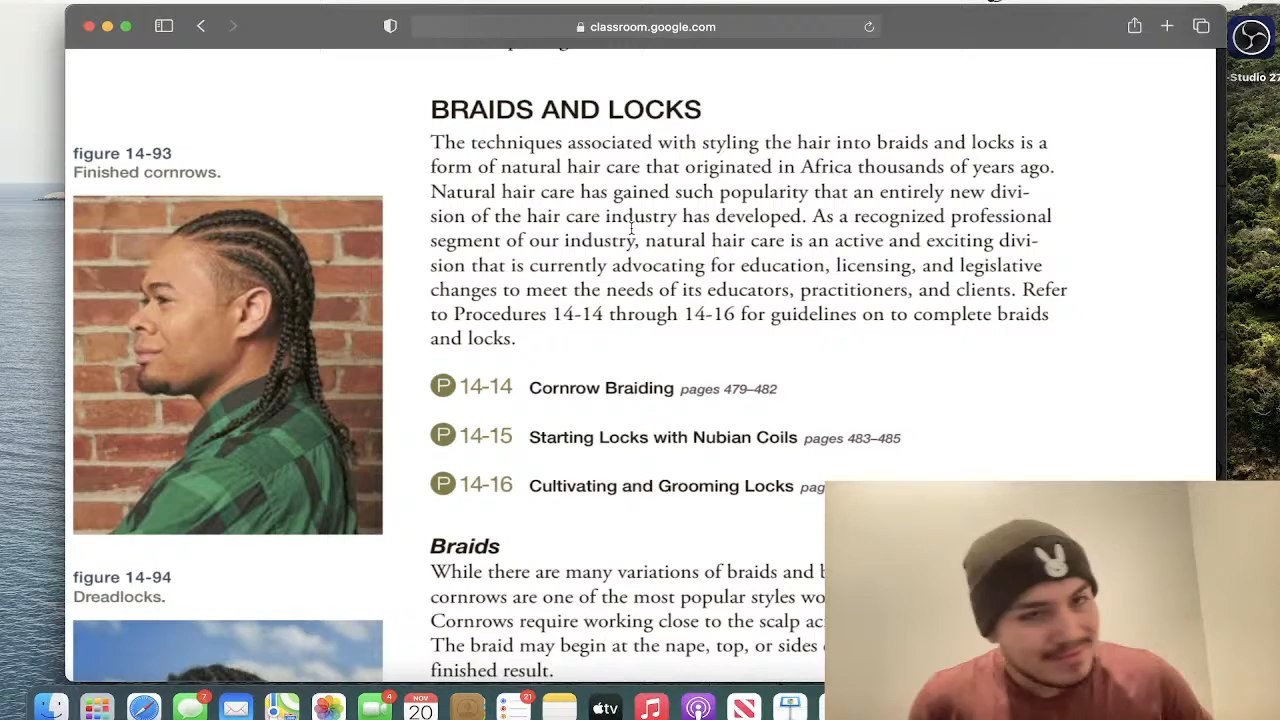 classroom.google.com
Studio 27
BRAIDS AND LOCKS
The techniques associated with styling the hair into braids and locks is a
form of natural hair care that originated in Africa thousands of years ago.
Natural hair care has gained such popularity that an entirely new divi-
sion of the hair care industry has developed. As a recognized professional
segment of our industry, natural hair care is an active and exciting divi-
sion that is currently advocating for education, licensing, and legislative
changes to meet the needs of its educators, practitioners, and clients. Refer
to Procedures 14-14 through 14-16 for guidelines on to complete braids
and locks.
figure 14-93
Finished cornrows.
P 14-14 Cornrow Braiding pages 479–482
P 14-15 Starting Locks with Nubian Coils pages 483–485
P 14-16 Cultivating and Grooming Locks
Braids
While there are many variations of braids and
cornrows are one of the most popular styles
Cornrows require working close to the scalp
The braid may begin at the nape, top, or sides
finished result.
figure 14-94
Dreadlocks.
7
4
NOV
20
21
tv